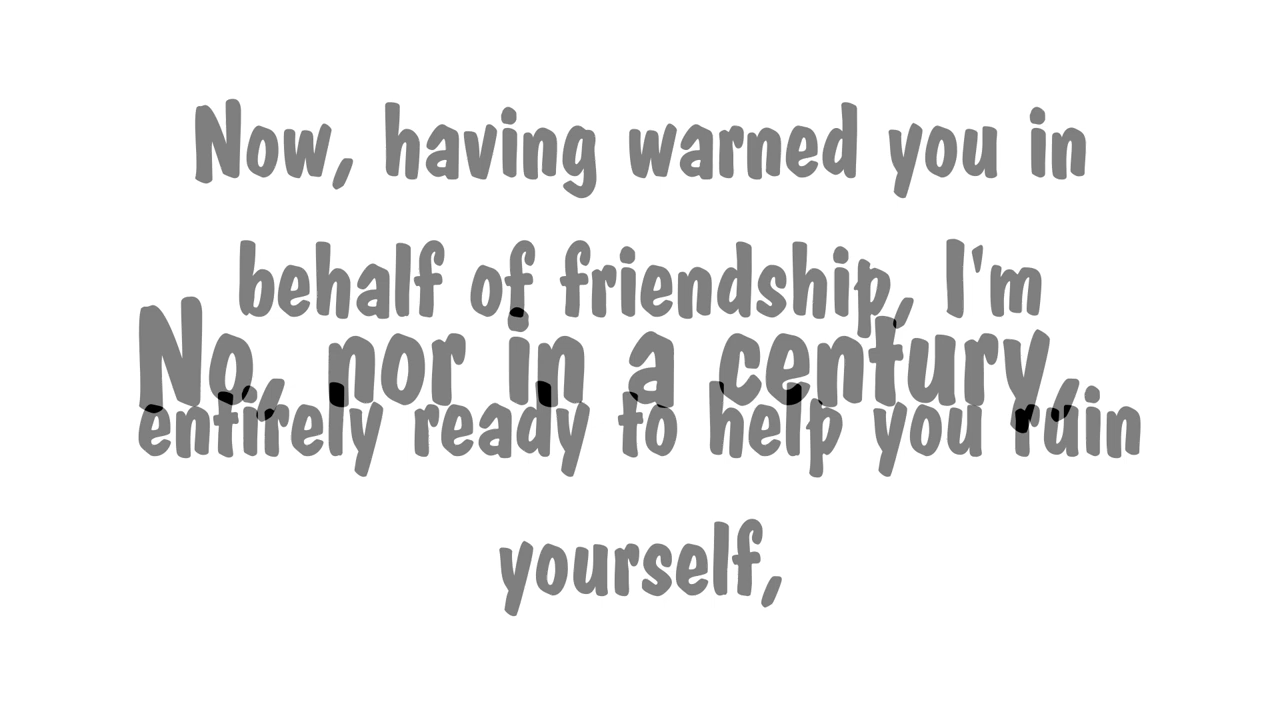 Now, having warned you in
behalf of friendship, I'm
No, nor in a century,
entirely ready to help you ruin
yourself,